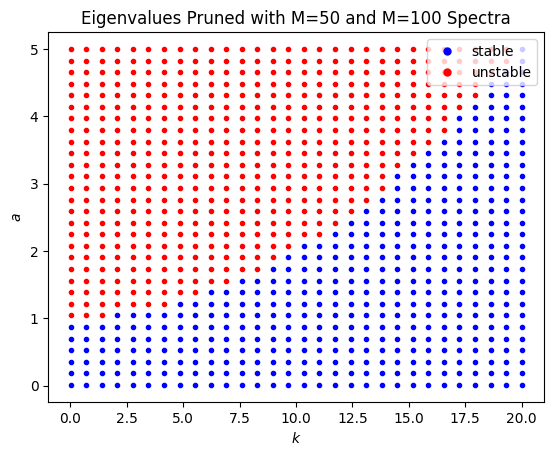 Eigenvalues Pruned with M=50 and M=100 Spectra
stable
unstable
5
4
3
2
1
0
a
0.0 2.5 5.0 7.5 10.0 12.5 15.0 17.5 20.0
k